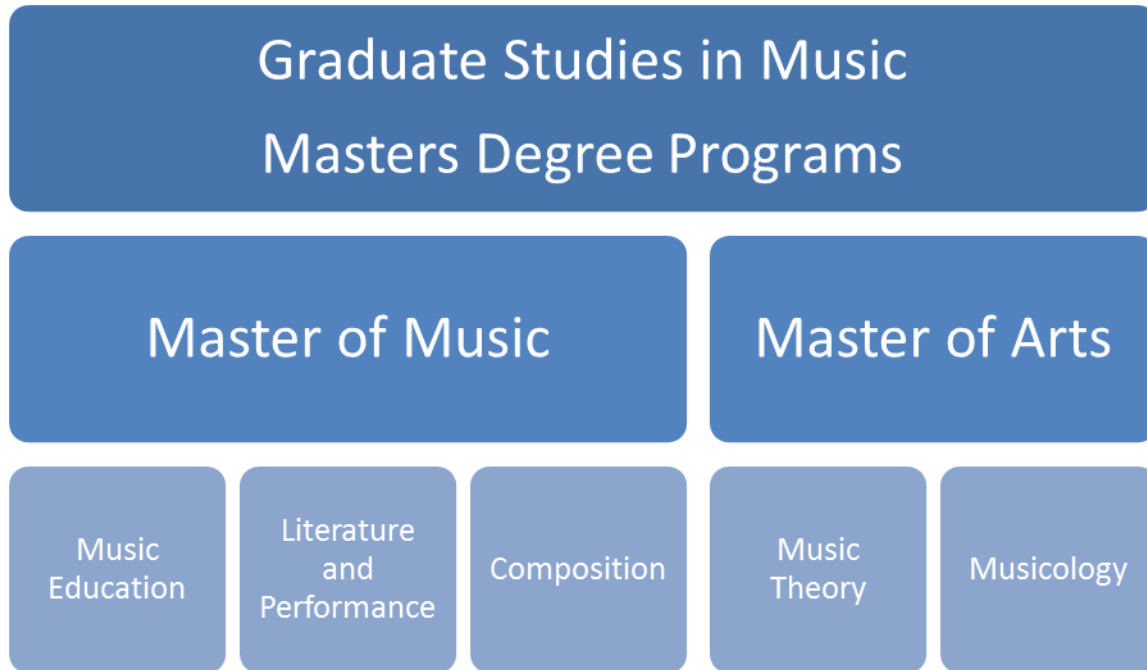 Graduate Studies in Music
Masters Degree Programs
Master of Music
Master of Arts
Music
Education
Literature
and
Performance
Composition
Music
Theory
Musicology